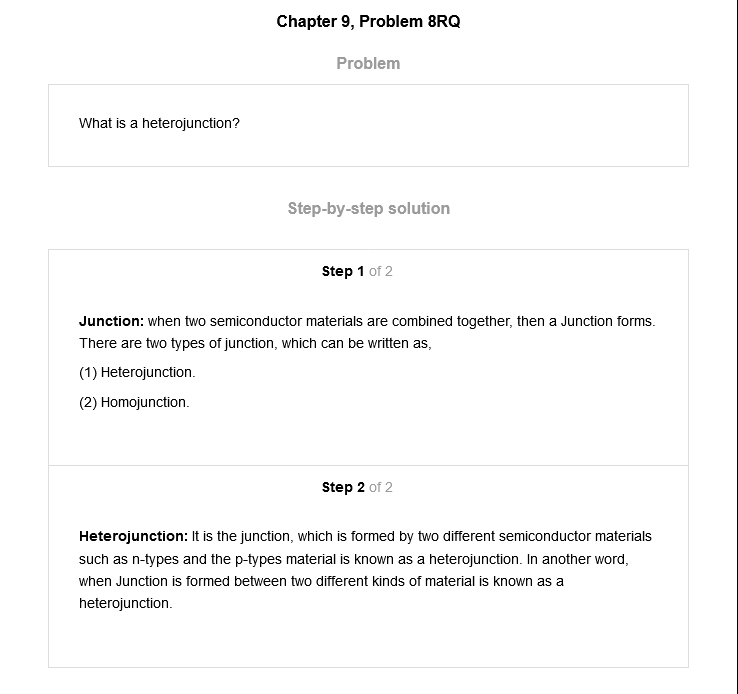 Chapter 9, Problem 8RQ
Problem
What is a heterojunction?
Step-by-step solution
Step 1 of 2
Junction: when two semiconductor materials are combined together, then a Junction forms.
There are two types of junction, which can be written as,
(1) Heterojunction.
(2) Homojunction.
Step 2 of 2
Heterojunction: It is the junction, which is formed by two different semiconductor materials
such as n-types and the p-types material is known as a heterojunction. In another word,
when Junction is formed between two different kinds of material is known as a
heterojunction.